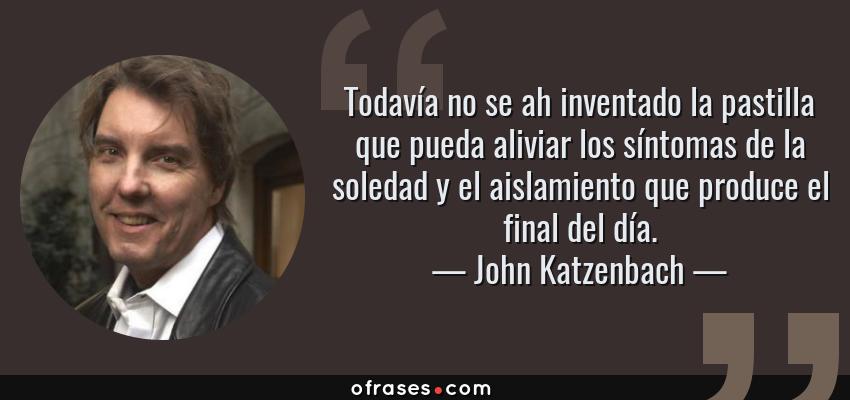 Todavía no se ah inventado la pastilla
que pueda aliviar los síntomas de la
soledad y el aislamiento que produce el
final del día.
— John Katzenbach —
ofrases.com